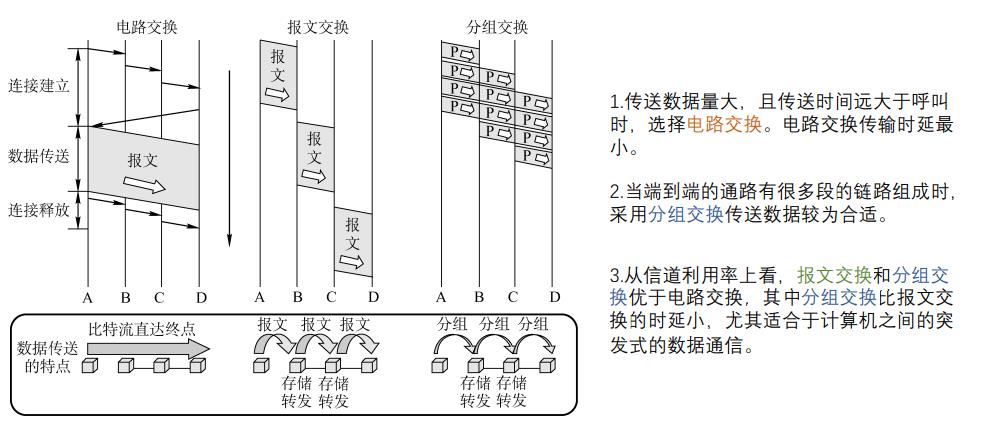 电路交换
报文交换
分组交换
连接建立
数据传送
连接释放
报文
A
B
C
D
报
文
报
文
报
文
A
B
C
D
P
P
P
P
P
P
P
P
P
P
P
P
A
B
C
D
数据传送
的特点
比特流直达终点
报文 报文 报文
存储 存储
转发 转发
分组 分组 分组
存储 存储
转发 转发
1.传送数据量大，且传送时间远大于呼叫
时，选择电路交换。电路交换传输时延最
小。
2.当端到端的通路有很多段的链路组成时，
采用分组交换传送数据较为合适。
3.从信道利用率上看，报文交换和分组交
换优于电路交换，其中分组交换比报文交
换的时延小，尤其适合于计算机之间的突
发式的数据通信。